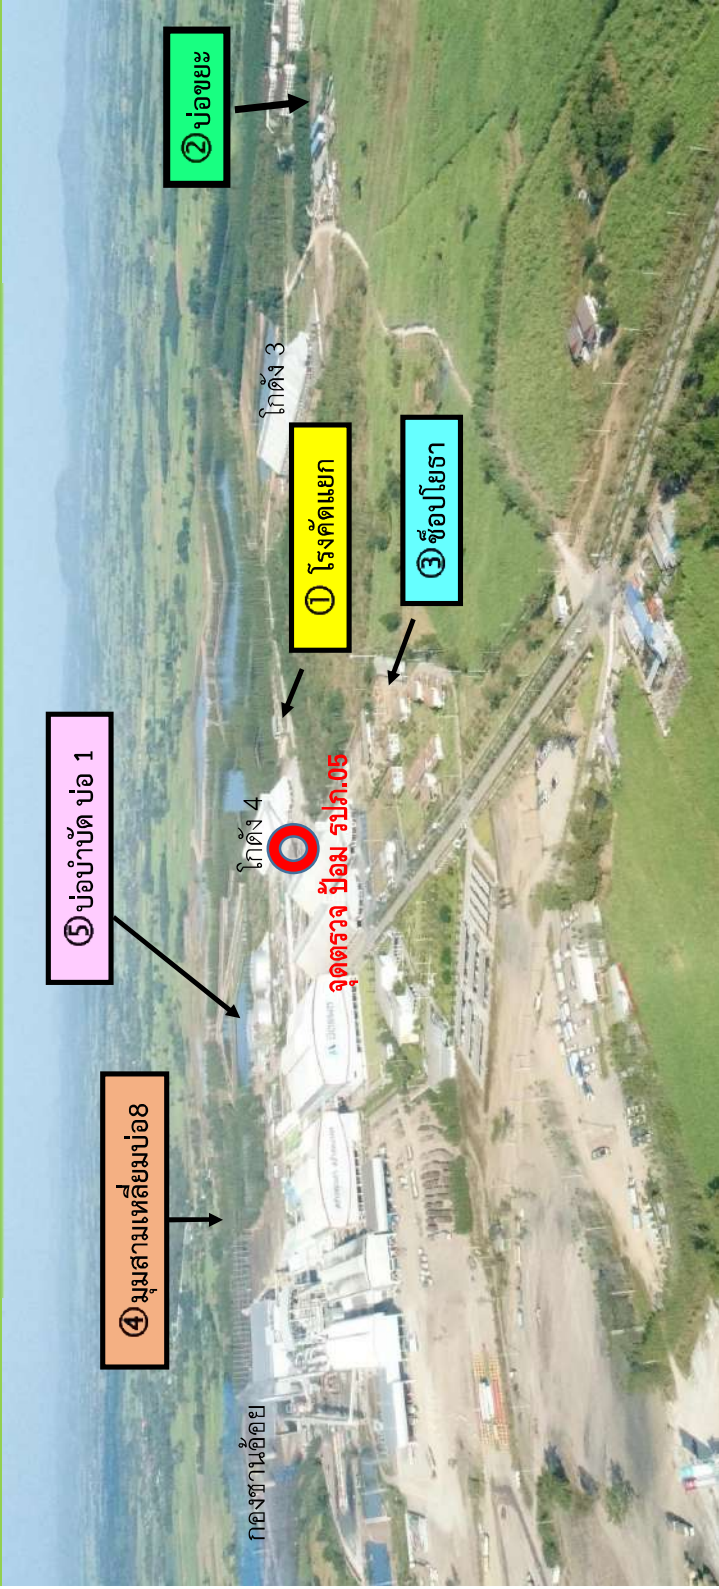 ④มุมสามเหลี่ยมบ่อ8
⑤บ่อบำบัด บ่อ 1
②บ่อขยะ
กองชานอ้อย
โกดัง 4
โกดัง 3
① โรงคัดแยก
จุดตรวจ ป้อม รปภ.05
③ช็อปโยธา